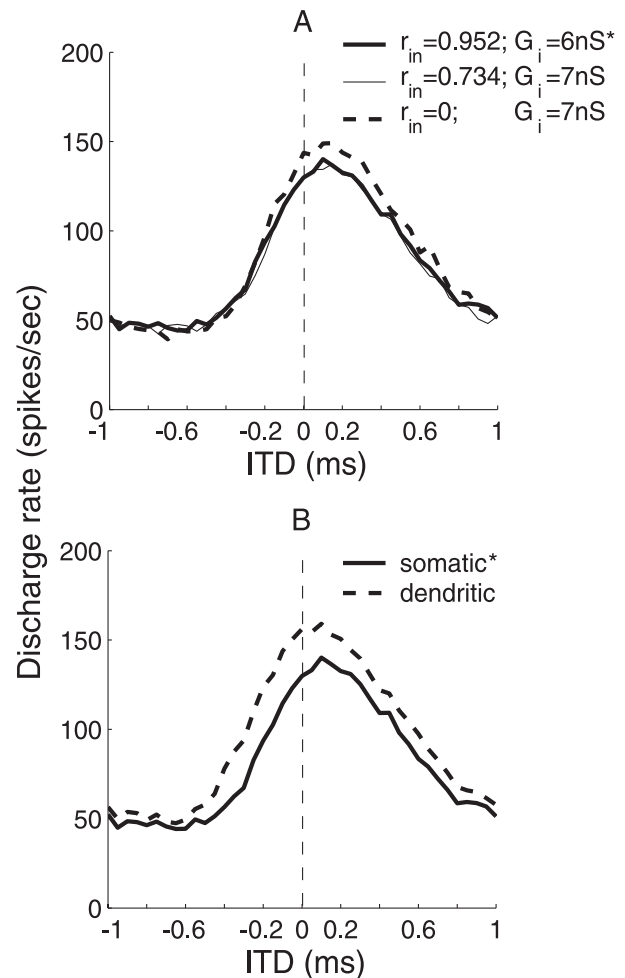 A
r_in=0.952; G_i=6nS*
r_in=0.734; G_i=7nS
r_in=0; G_i=7nS
200
150
100
50
0
-1 -0.6 -0.2 0 0.2 0.6 1
ITD (ms)
Discharge rate (spikes/sec)
B
somatic*
dendritic
200
150
100
50
0
-1 -0.6 -0.2 0 0.2 0.6 1
ITD (ms)